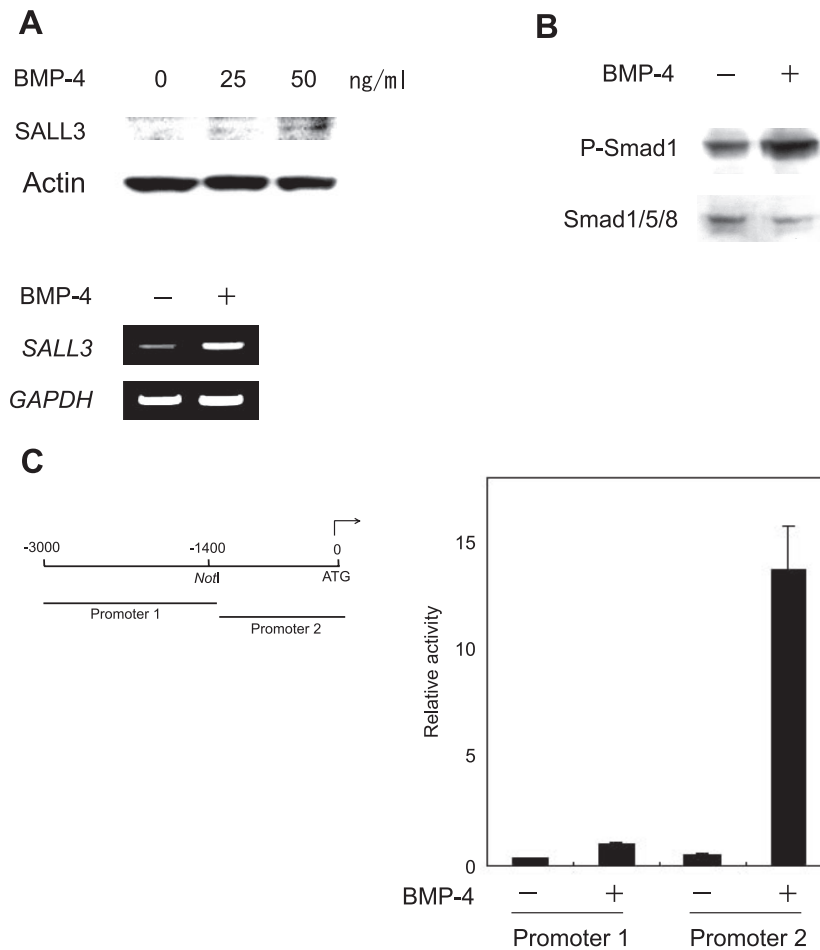 A
BMP-4 0 25 50 ng/ml
SALL3
Actin
BMP-4 − +
SALL3
GAPDH
B
BMP-4 − +
P-Smad1
Smad1/5/8
C
-3000 -1400 0
NotI ATG
Promoter 1
Promoter 2
Relative activity
15
10
5
0
BMP-4 − + − +
Promoter 1 Promoter 2